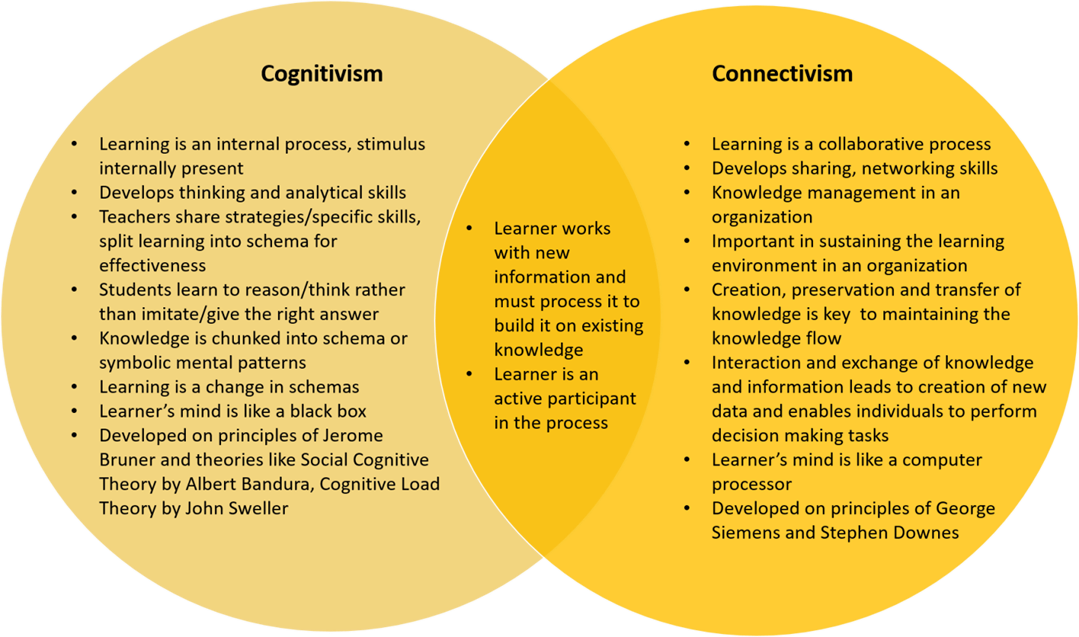 Cognitivism
• Learning is an internal process, stimulus
internally present
• Develops thinking and analytical skills
• Teachers share strategies/specific skills,
split learning into schema for
effectiveness
• Students learn to reason/think rather
than imitate/give the right answer
• Knowledge is chunked into schema or
symbolic mental patterns
• Learning is a change in schemas
• Learner’s mind is like a black box
• Developed on principles of Jerome
Bruner and theories like Social Cognitive
Theory by Albert Bandura, Cognitive Load
Theory by John Sweller
• Learner works
with new
information and
must process it to
build it on existing
knowledge
• Learner is an
active participant
in the process
Connectivism
• Learning is a collaborative process
• Develops sharing, networking skills
• Knowledge management in an
organization
• Important in sustaining the learning
environment in an organization
• Creation, preservation and transfer of
knowledge is key to maintaining the
knowledge flow
• Interaction and exchange of knowledge
and information leads to creation of new
data and enables individuals to perform
decision making tasks
• Learner’s mind is like a computer
processor
• Developed on principles of George
Siemens and Stephen Downes